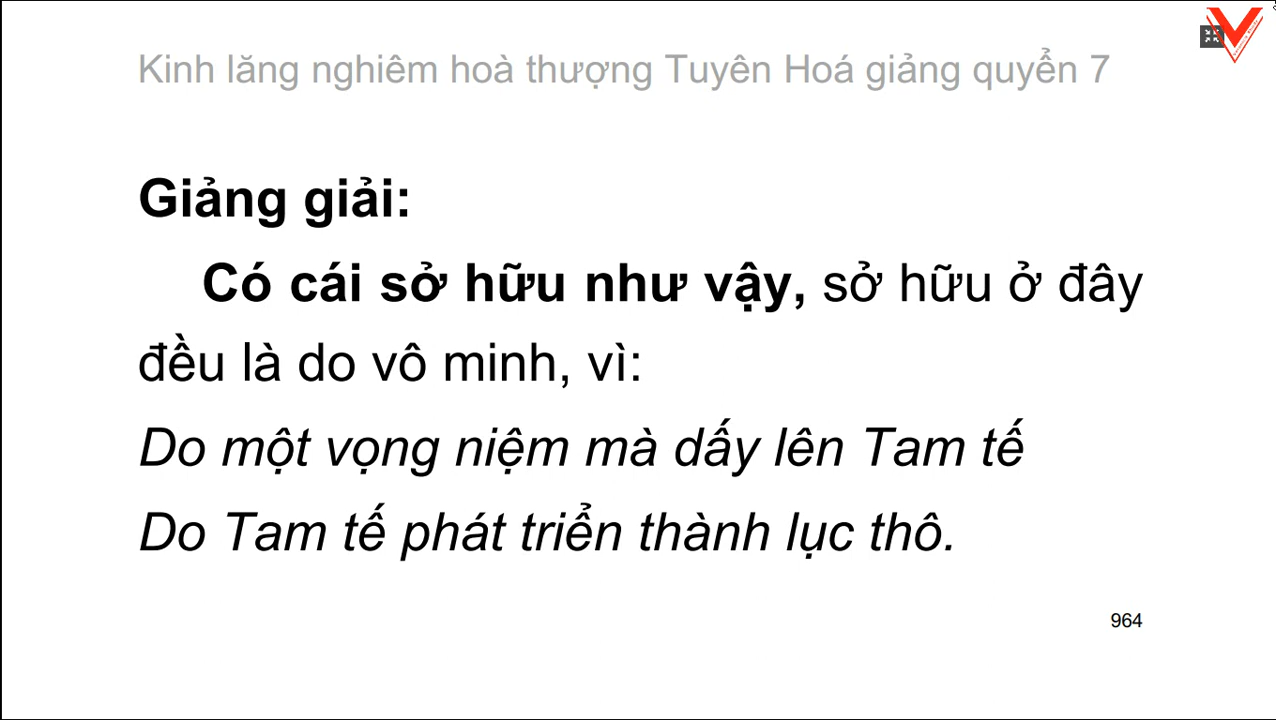 Kinh lăng nghiêm hoà thượng Tuyên Hoá giảng quyển 7
Giảng giải:
Có cái sở hữu như vậy, sở hữu ở đây
đều là do vô minh, vì:
Do một vọng niệm mà dấy lên Tam tế
Do Tam tế phát triển thành lục thô.
964